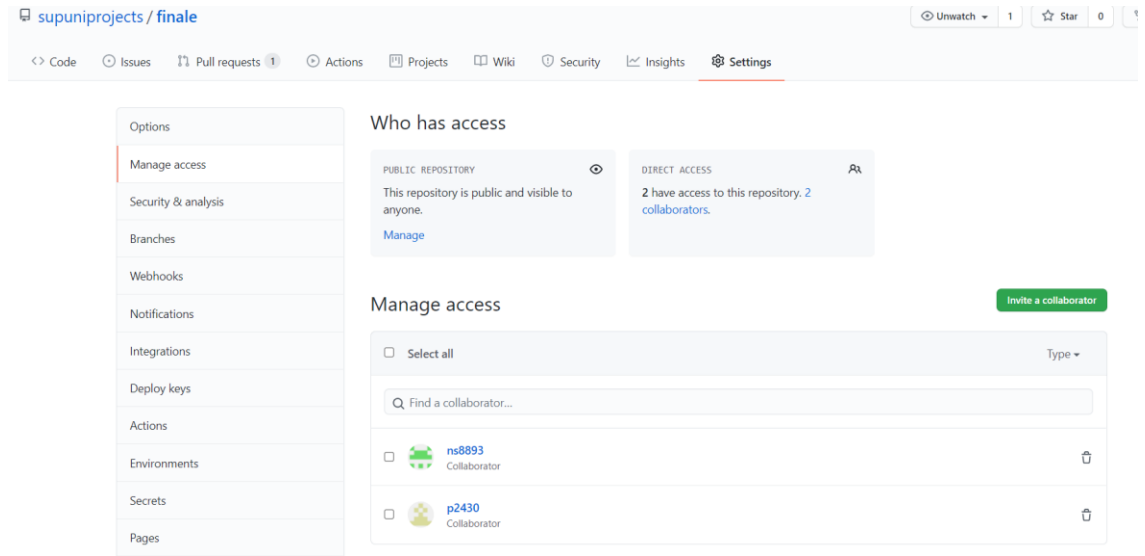 supuniprojects / finale
Unwatch 1 Star 0
Code Issues Pull requests 1 Actions Projects Wiki Security Insights Settings
Options
Manage access
Security & analysis
Branches
Webhooks
Notifications
Integrations
Deploy keys
Actions
Environments
Secrets
Pages
Who has access
PUBLIC REPOSITORY
This repository is public and visible to
anyone.
Manage
DIRECT ACCESS
2 have access to this repository. 2
collaborators.
Manage access
Invite a collaborator
Select all
Type
Find a collaborator...
ns8893
Collaborator
p2430
Collaborator